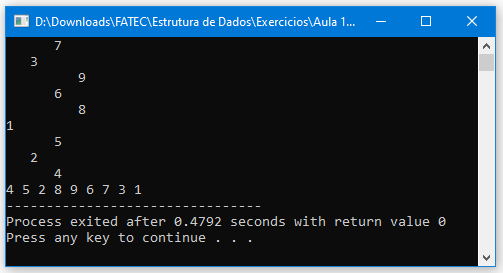 D:\Downloads\FATEC\Estrutura de Dados\Exercicios\Aula 1...
7
3
9
6
8
1
5
2
4
4 5 2 8 9 6 7 3 1
--------------------------------
Process exited after 0.4792 seconds with return value 0
Press any key to continue . . .